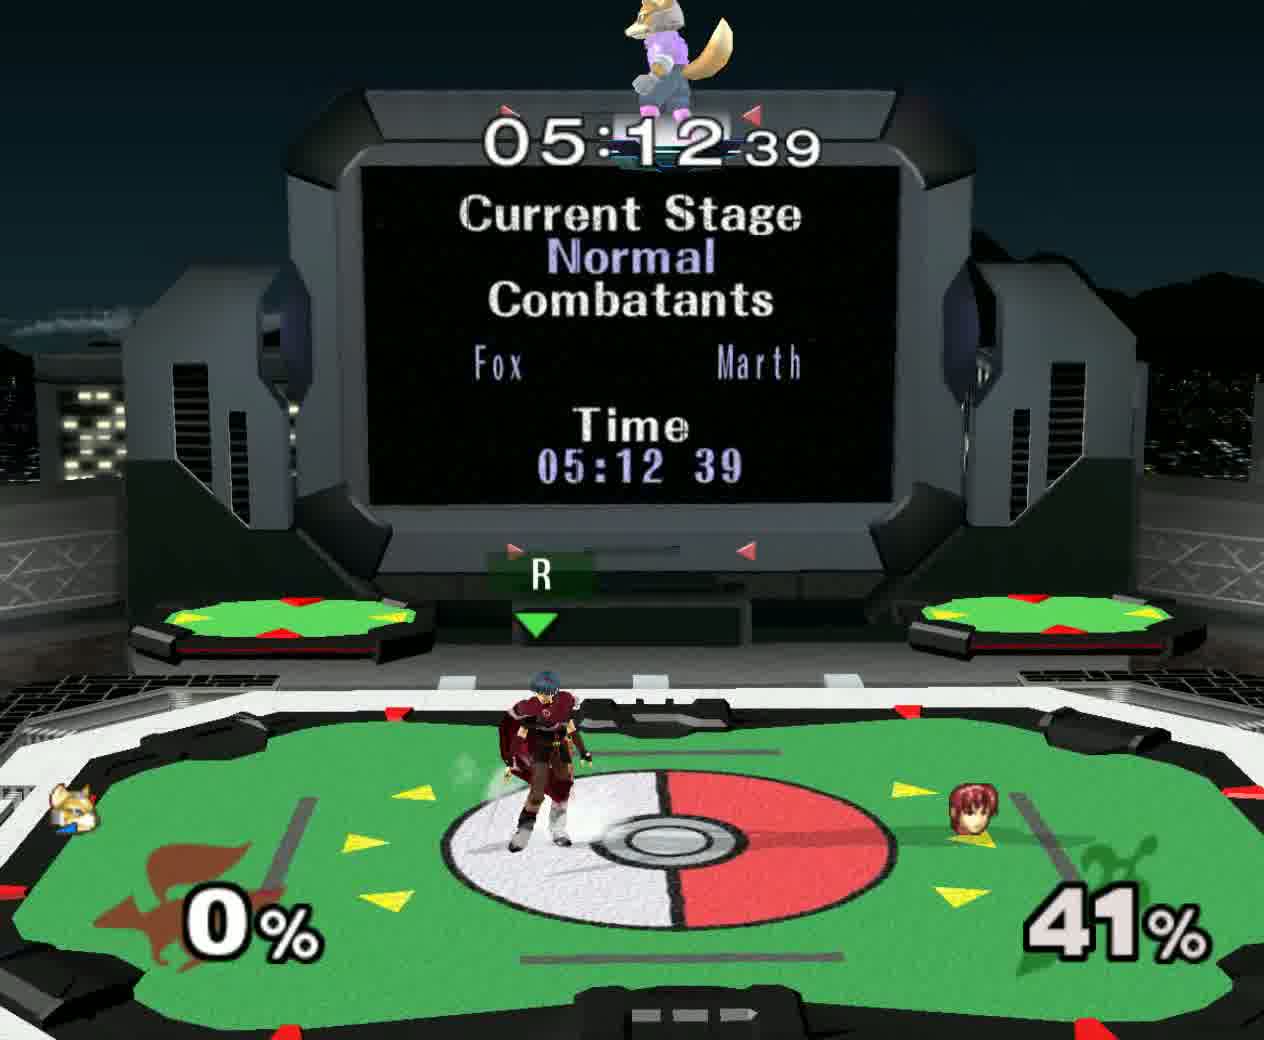 05:12 39
Current Stage
Normal
Combatants
Fox Marth
Time
05:12 39
R
0% 41%